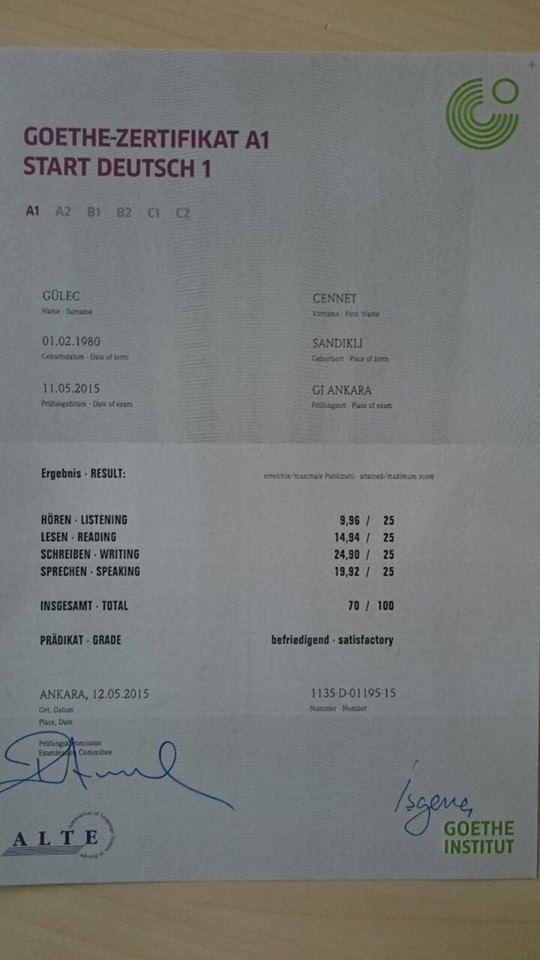 GOETHE-ZERTIFIKAT A1
START DEUTSCH 1
A1 A2 B1 B2 C1 C2
GÜLEC CENNET
Name · Surname Vorname · First Name
01.02.1980 SANDIKLI
Geburtsdatum · Date of birth Geburtsort · Place of birth
11.05.2015 GI ANKARA
Prüfungsdatum · Date of exam Prüfungsort · Place of exam
Ergebnis · RESULT: erreichte/maximale Punktzahl · attained/maximum score
HÖREN · LISTENING 9,96 / 25
LESEN · READING 14,94 / 25
SCHREIBEN · WRITING 24,90 / 25
SPRECHEN · SPEAKING 19,92 / 25
INSGESAMT · TOTAL 70 / 100
PRÄDIKAT · GRADE befriedigend · satisfactory
ANKARA, 12.05.2015 1135-D-01195-15
Ort, Datum Nummer · Number
Place, Date
Prüfungskommission
Examination Committee
ALTE
GOETHE
INSTITUT